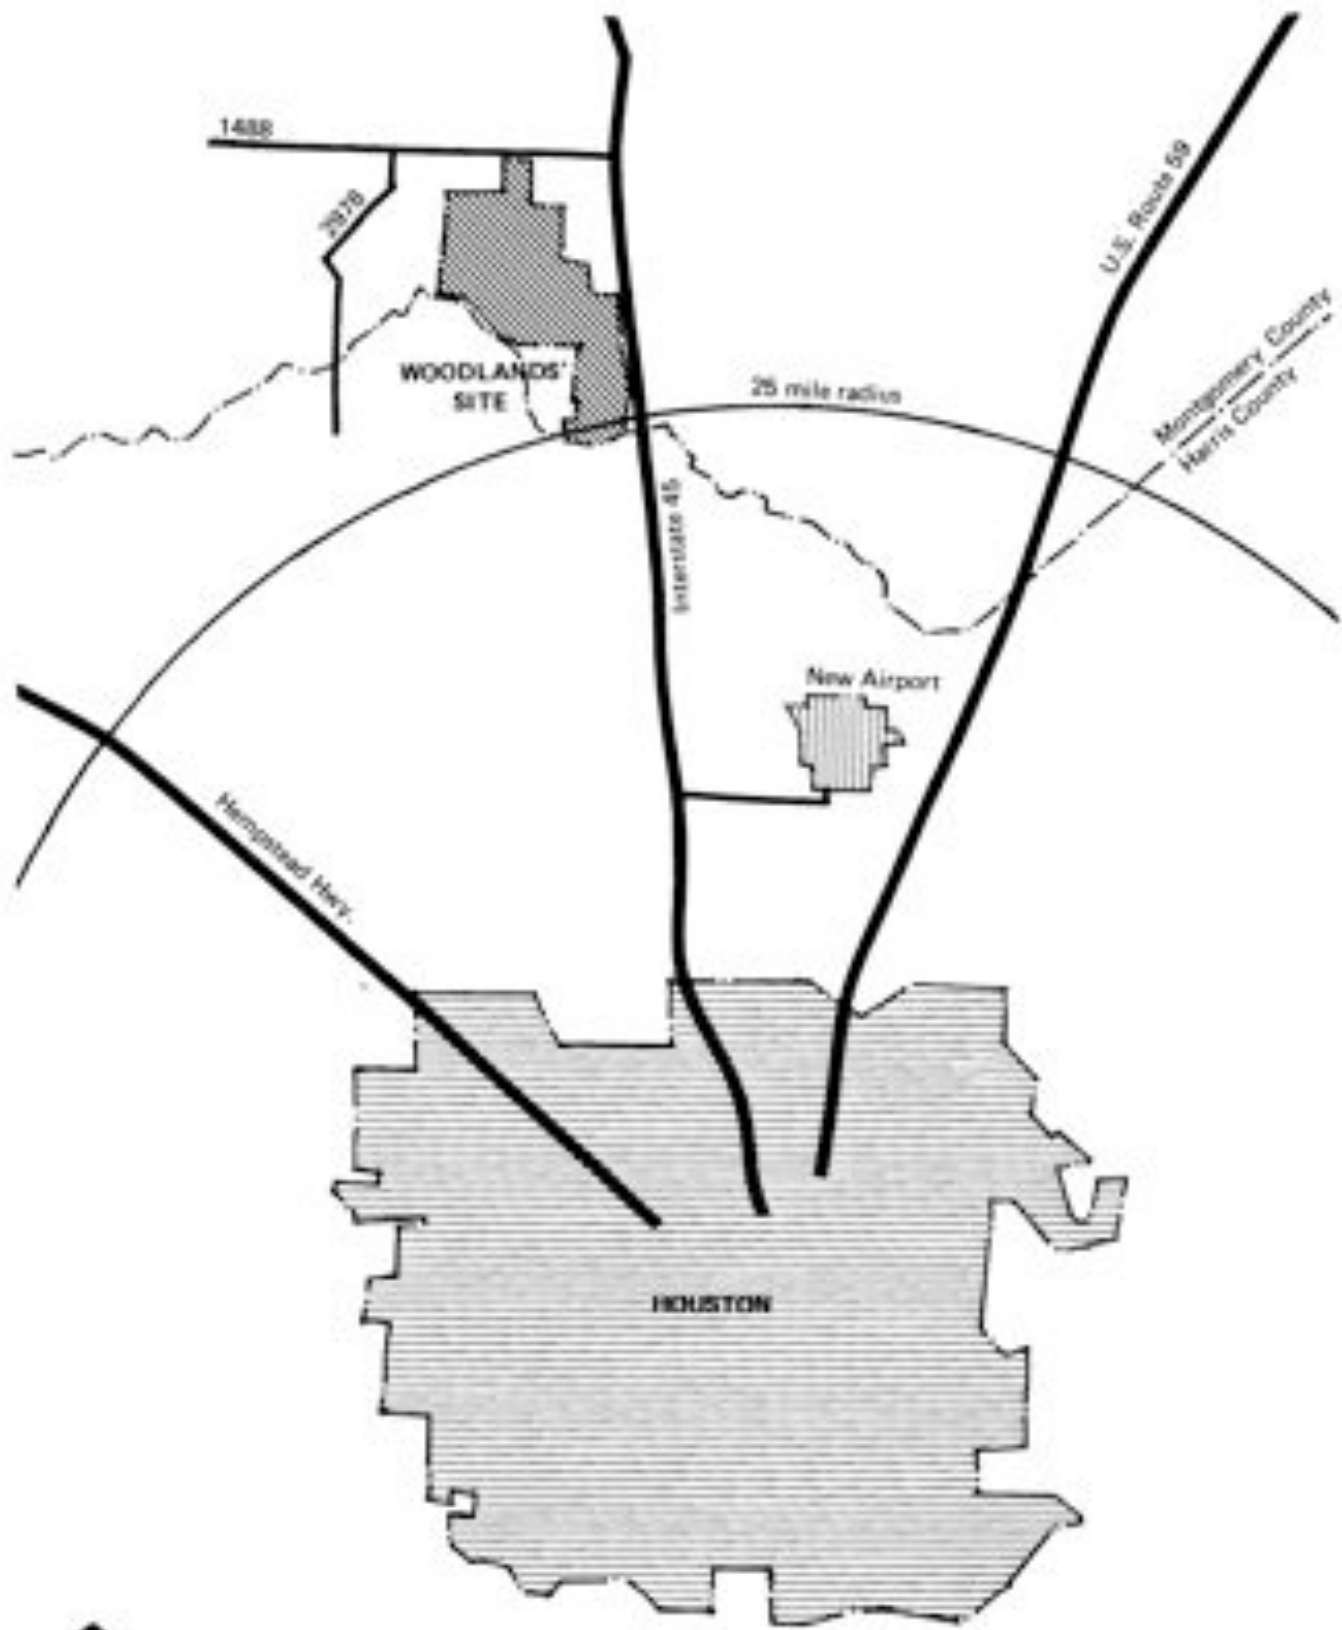 1488
2978
U.S. Route 59
Montgomery County
Harris County
WOODLANDS'
SITE
25 mile radius
Interstate 45
New Airport
Hempstead Hwy.
HOUSTON